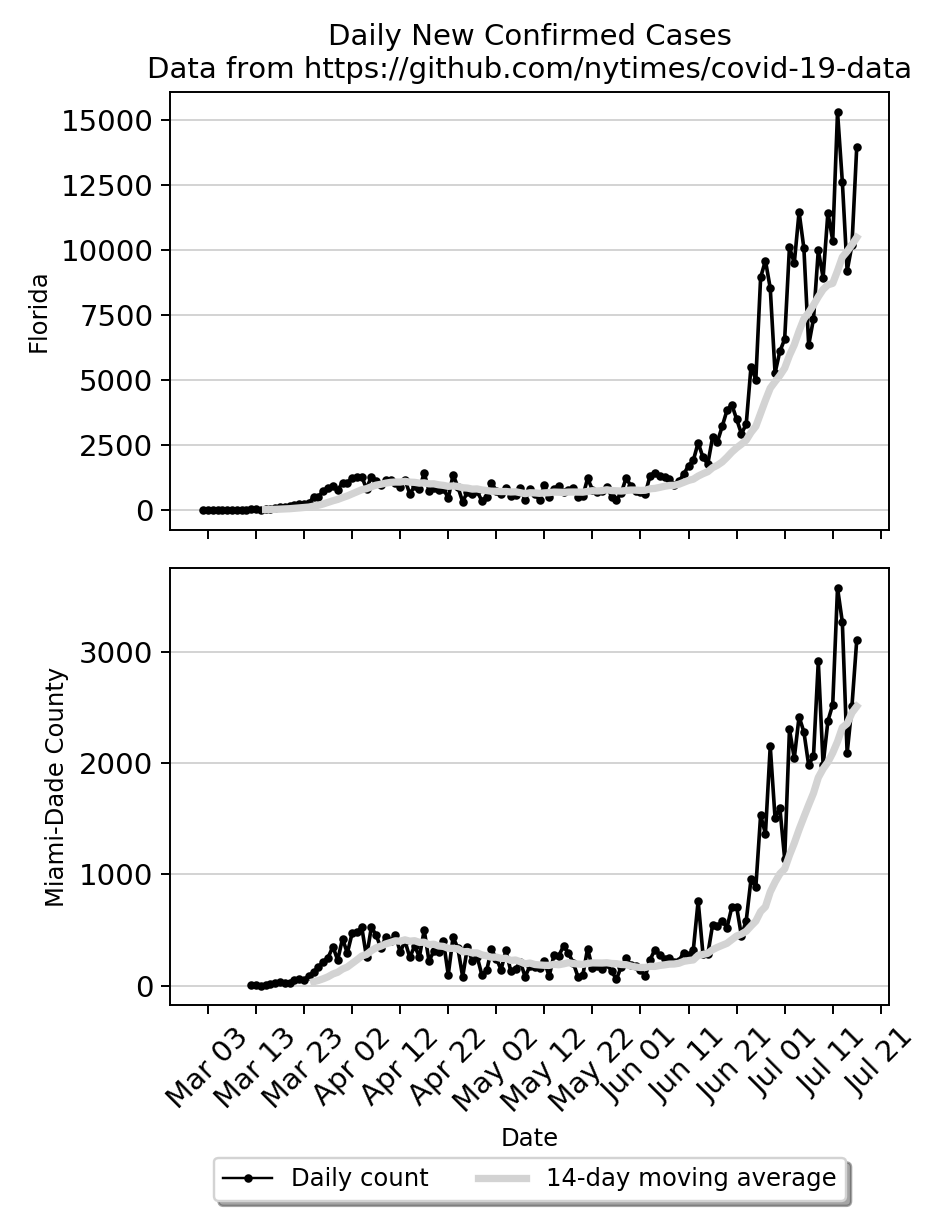 Daily New Confirmed Cases
Data from https://github.com/nytimes/covid-19-data
15000
12500
10000
7500
5000
2500
0
Florida
3000
2000
1000
0
Miami-Dade County
Mar 03
Mar 13
Mar 23
Apr 02
Apr 12
Apr 22
May 02
May 12
May 22
Jun 01
Jun 11
Jun 21
Jul 01
Jul 11
Jul 21
Date
Daily count
14-day moving average